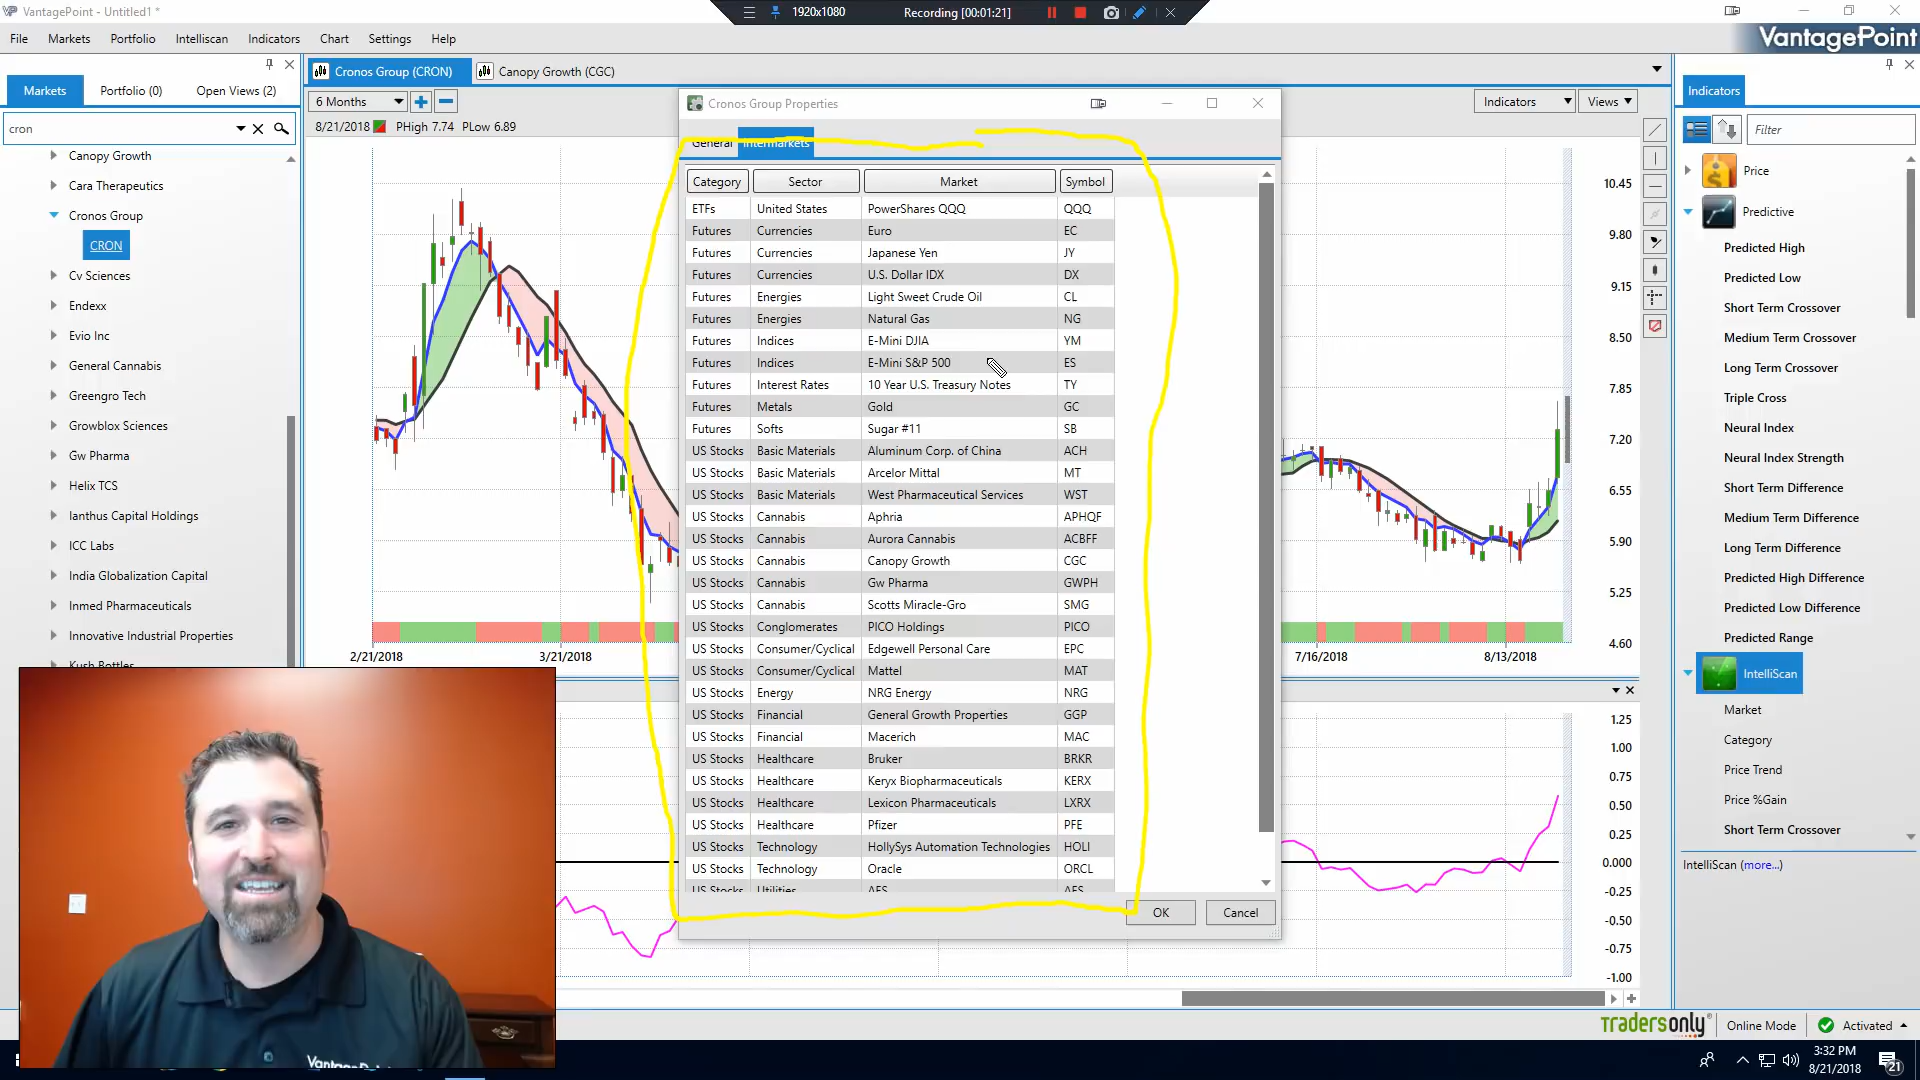 VantagePoint - Untitled1 *
1920x1080
Recording [00:01:21]
File Markets Portfolio Intelliscan Indicators Chart Settings Help
VantagePoint
Markets Portfolio (0) Open Views (2)
cron
Canopy Growth
Cara Therapeutics
Cronos Group
CRON
Cv Sciences
Endexx
Evio Inc
General Cannabis
Greengro Tech
Growblox Sciences
Gw Pharma
Helix TCS
Ianthus Capital Holdings
ICC Labs
India Globalization Capital
Inmed Pharmaceuticals
Innovative Industrial Properties
Kush Bottles
Cronos Group (CRON) Canopy Growth (CGC)
6 Months
Indicators Views
8/21/2018 PHigh 7.74 PLow 6.89
10.45
9.80
9.15
8.50
7.85
7.20
6.55
5.90
5.25
4.60
2/21/2018 3/21/2018 7/16/2018 8/13/2018
1.25
1.00
0.75
0.50
0.25
0.000
-0.25
-0.50
-0.75
-1.00
Cronos Group Properties
General Intermarkets
Category Sector Market Symbol
ETFs United States PowerShares QQQ QQQ
Futures Currencies Euro EC
Futures Currencies Japanese Yen JY
Futures Currencies U.S. Dollar IDX DX
Futures Energies Light Sweet Crude Oil CL
Futures Energies Natural Gas NG
Futures Indices E-Mini DJIA YM
Futures Indices E-Mini S&P 500 ES
Futures Interest Rates 10 Year U.S. Treasury Notes TY
Futures Metals Gold GC
Futures Softs Sugar #11 SB
US Stocks Basic Materials Aluminum Corp. of China ACH
US Stocks Basic Materials Arcelor Mittal MT
US Stocks Basic Materials West Pharmaceutical Services WST
US Stocks Cannabis Aphria APHQF
US Stocks Cannabis Aurora Cannabis ACBFF
US Stocks Cannabis Canopy Growth CGC
US Stocks Cannabis Gw Pharma GWPH
US Stocks Cannabis Scotts Miracle-Gro SMG
US Stocks Conglomerates PICO Holdings PICO
US Stocks Consumer/Cyclical Edgewell Personal Care EPC
US Stocks Consumer/Cyclical Mattel MAT
US Stocks Energy NRG Energy NRG
US Stocks Financial General Growth Properties GGP
US Stocks Financial Macerich MAC
US Stocks Healthcare Bruker BRKR
US Stocks Healthcare Keryx Biopharmaceuticals KERX
US Stocks Healthcare Lexicon Pharmaceuticals LXRX
US Stocks Healthcare Pfizer PFE
US Stocks Technology HollySys Automation Technologies HOLI
US Stocks Technology Oracle ORCL
US Stocks Utilities AES AES
OK Cancel
Indicators
Filter
Price
Predictive
Predicted High
Predicted Low
Short Term Crossover
Medium Term Crossover
Long Term Crossover
Triple Cross
Neural Index
Neural Index Strength
Short Term Difference
Medium Term Difference
Long Term Difference
Predicted High Difference
Predicted Low Difference
Predicted Range
IntelliScan
Market
Category
Price Trend
Price %Gain
Short Term Crossover
IntelliScan (more...)
tradersonly Online Mode Activated
3:32 PM
8/21/2018
21
VantagePoint